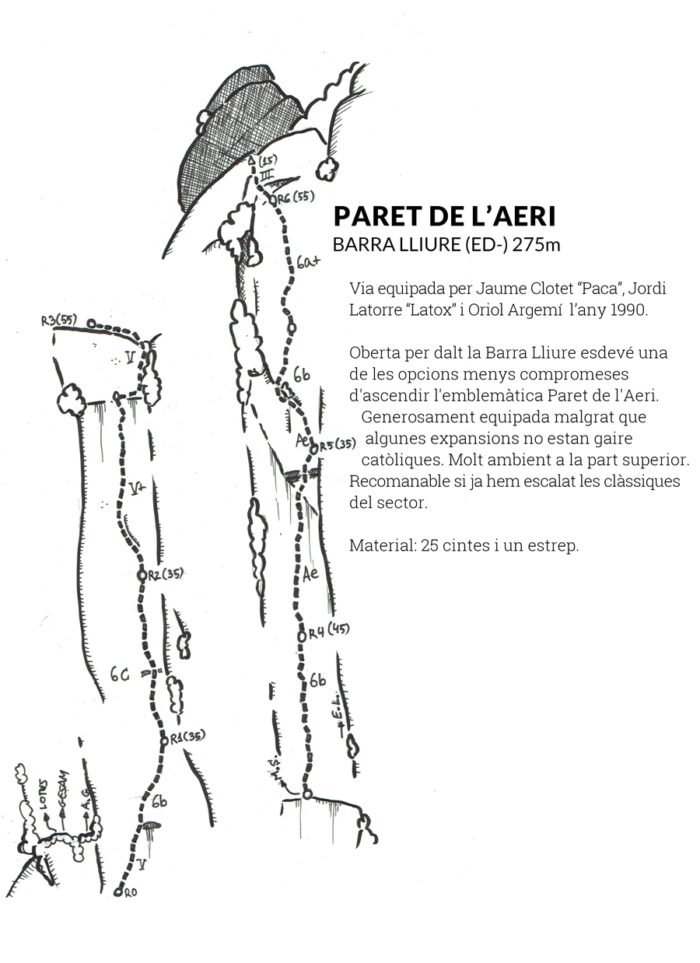 PARET DE L'AERI
BARRA LLIURE (ED-) 275m
Via equipada per Jaume Clotet "Paca", Jordi
Latorre "Latox" i Oriol Argemí l'any 1990.
Oberta per dalt la Barra Lliure esdevé una
de les opcions menys compromeses
d'ascendir l'emblemàtica Paret de l'Aeri.
Generosament equipada malgrat que
algunes expansions no estan gaire
catòliques. Molt ambient a la part superior.
Recomanable si ja hem escalat les clàssiques
del sector.
Material: 25 cintes i un estrep.
(25)
III
R6(55)
6a+
6b
Ae
R5(35)
Ae
R4(45)
6b
E.L.
R3(55)
V
V+
R2(35)
6c
R1(35)
6b
V
R0
LOTUS
GESAM
A.G.